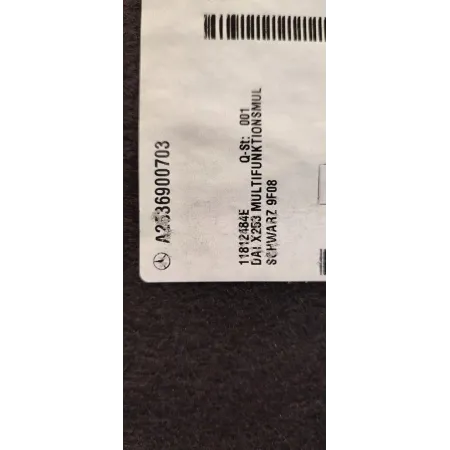 A2536900703
11812484E Q-St: 001
DAI X253 MULTIFUNKTIONSMUL
SCHWARZ 9F08